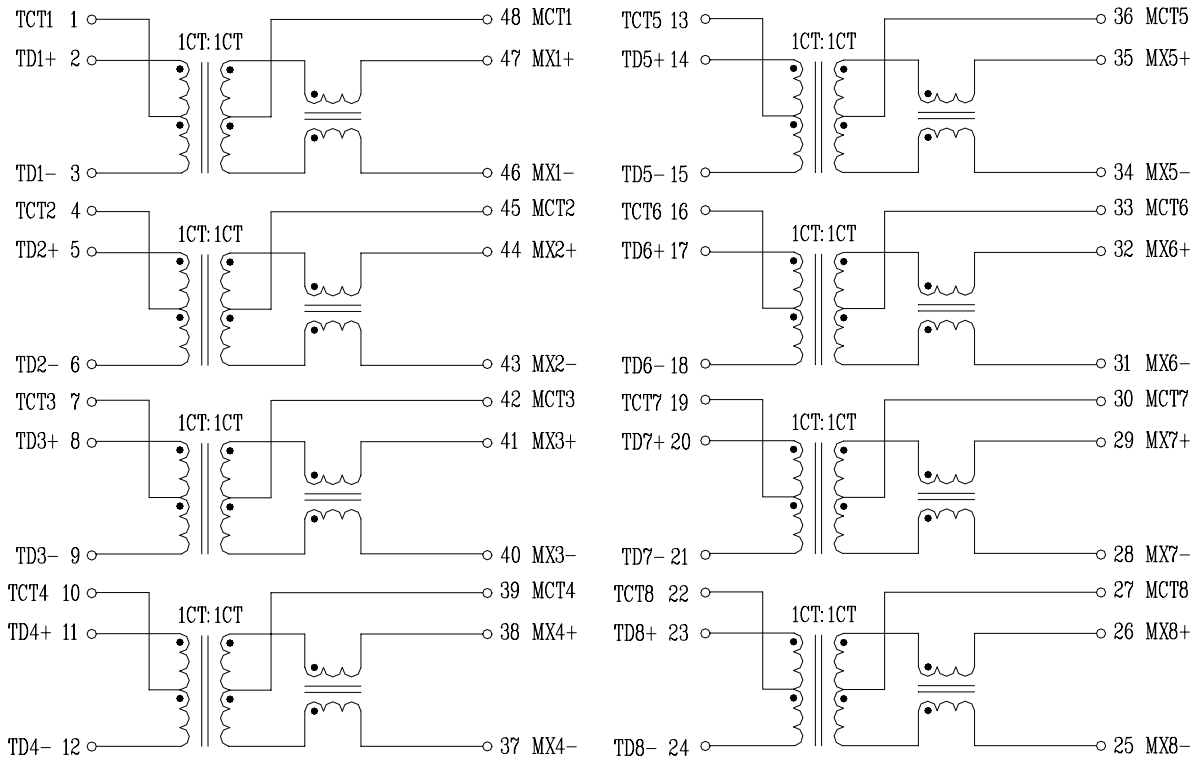 TCT1 1
48 MCT1
1CT:1CT
TD1+ 2
47 MX1+
TD1- 3
46 MX1-
TCT2 4
45 MCT2
1CT:1CT
TD2+ 5
44 MX2+
TD2- 6
43 MX2-
TCT3 7
42 MCT3
1CT:1CT
TD3+ 8
41 MX3+
TD3- 9
40 MX3-
TCT4 10
39 MCT4
1CT:1CT
TD4+ 11
38 MX4+
TD4- 12
37 MX4-
TCT5 13
36 MCT5
1CT:1CT
TD5+ 14
35 MX5+
TD5- 15
34 MX5-
TCT6 16
33 MCT6
1CT:1CT
TD6+ 17
32 MX6+
TD6- 18
31 MX6-
TCT7 19
30 MCT7
1CT:1CT
TD7+ 20
29 MX7+
TD7- 21
28 MX7-
TCT8 22
27 MCT8
1CT:1CT
TD8+ 23
26 MX8+
TD8- 24
25 MX8-